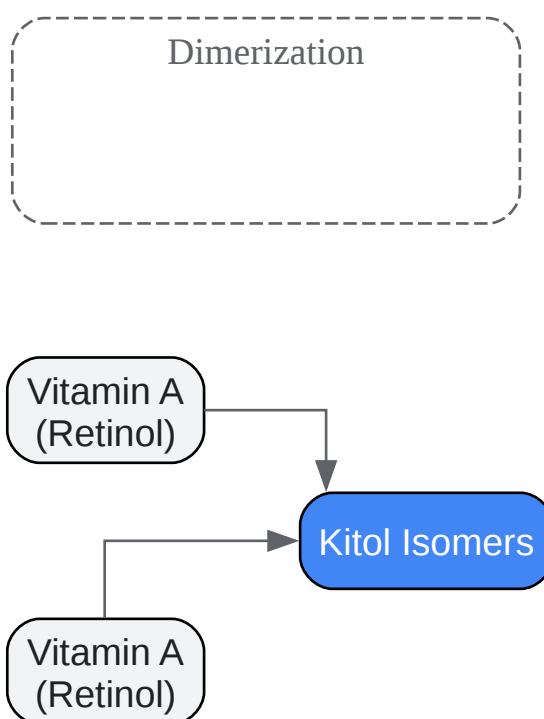 Dimerization
Vitamin A
(Retinol)
Kitol Isomers
Vitamin A
(Retinol)